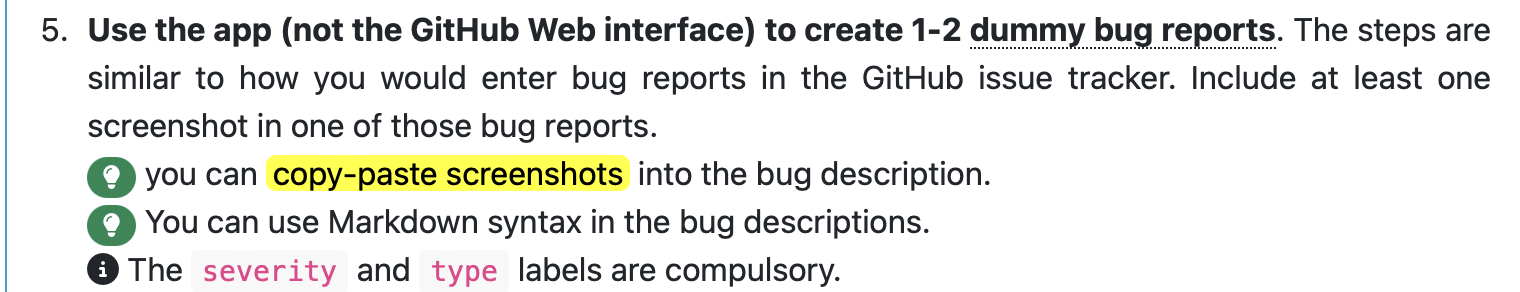 5. Use the app (not the GitHub Web interface) to create 1-2 dummy bug reports. The steps are
similar to how you would enter bug reports in the GitHub issue tracker. Include at least one
screenshot in one of those bug reports.
you can copy-paste screenshots into the bug description.
You can use Markdown syntax in the bug descriptions.
The severity and type labels are compulsory.